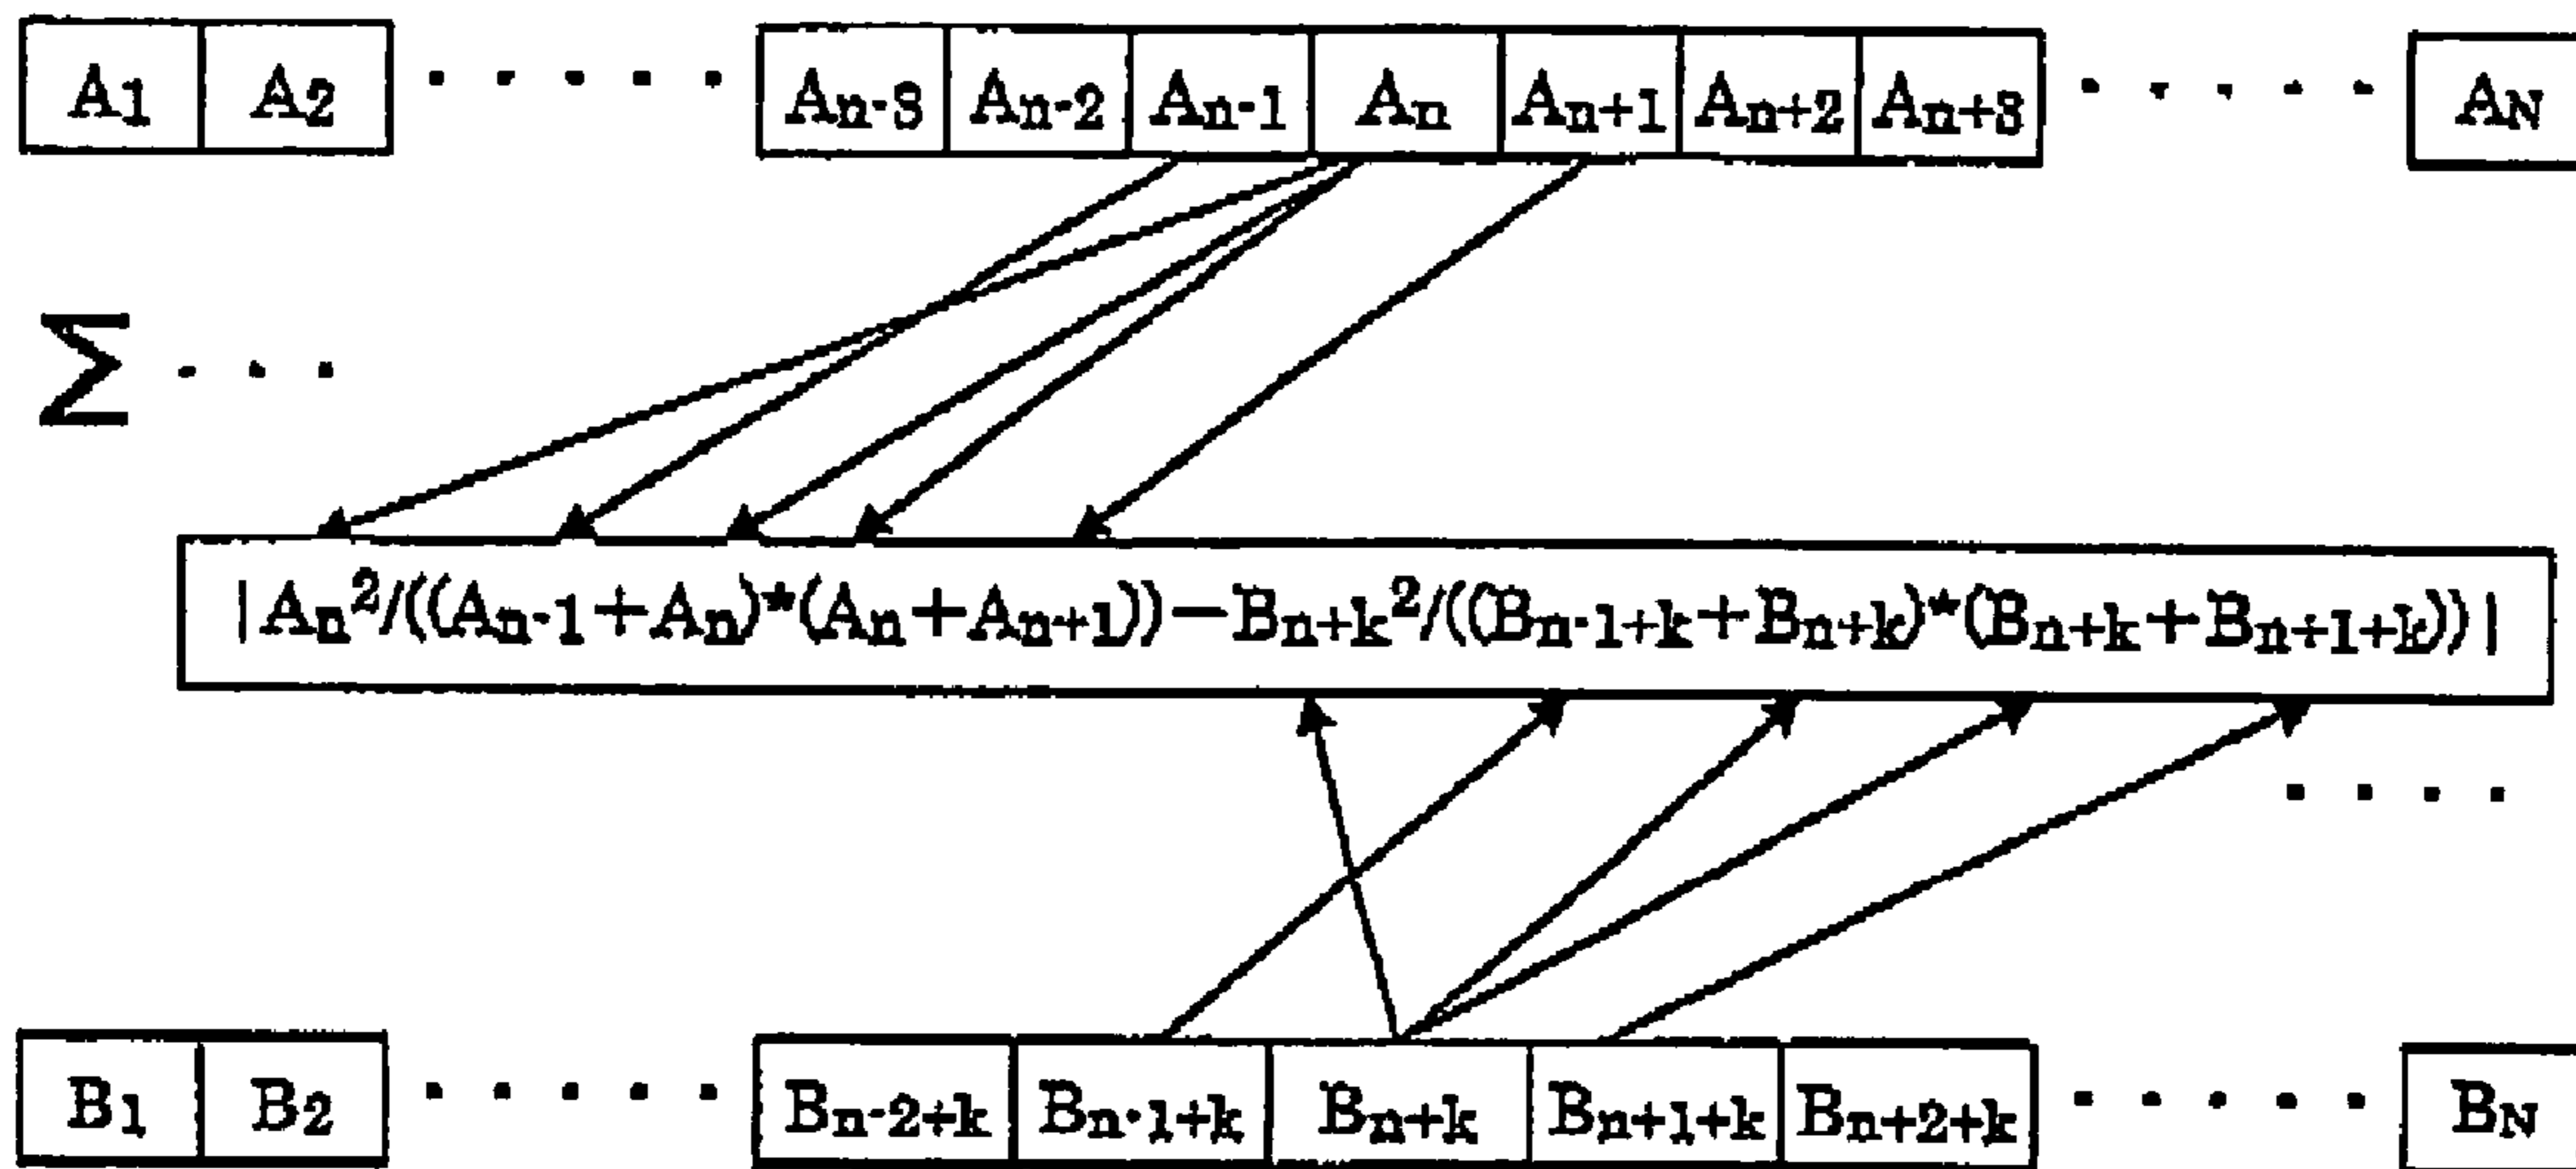 A₁ A₂ · · · · · Aₙ₋₃ Aₙ₋₂ Aₙ₋₁ Aₙ Aₙ₊₁ Aₙ₊₂ Aₙ₊₃ · · · · · A_N
Σ · · ·
|Aₙ²/((Aₙ₋₁+Aₙ)*(Aₙ+Aₙ₊₁))−Bₙ₊ₖ²/((Bₙ₋₁₊ₖ+Bₙ₊ₖ)*(Bₙ₊ₖ+Bₙ₊₁₊ₖ))|
· · · ·
B₁ B₂ · · · · · Bₙ₋₂₊ₖ Bₙ₋₁₊ₖ Bₙ₊ₖ Bₙ₊₁₊ₖ Bₙ₊₂₊ₖ · · · · · B_N